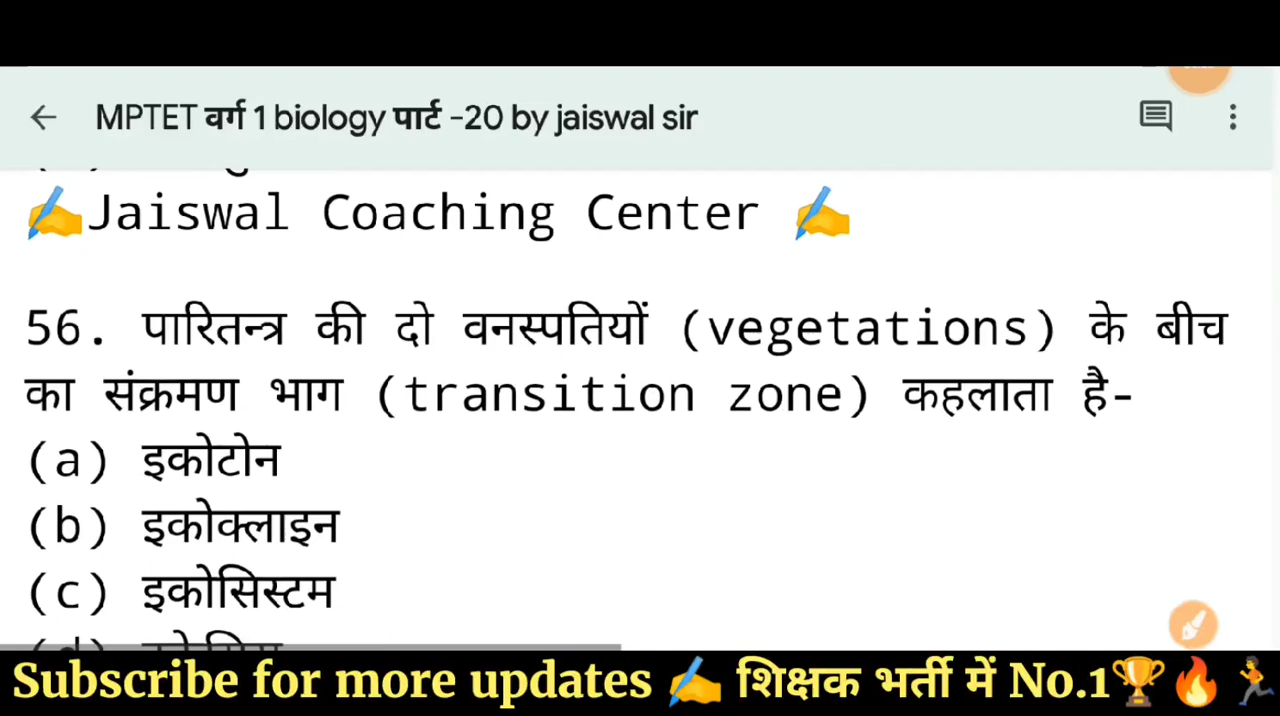 MPTET वर्ग 1 biology पार्ट -20 by jaiswal sir
✍Jaiswal Coaching Center ✍
56. पारितन्त्र की दो वनस्पतियों (vegetations) के बीच
का संक्रमण भाग (transition zone) कहलाता है-
(a) इकोटोन
(b) इकोक्लाइन
(c) इकोसिस्टम
(d)
Subscribe for more updates ✍ शिक्षक भर्ती में No.1🏆🔥🏃